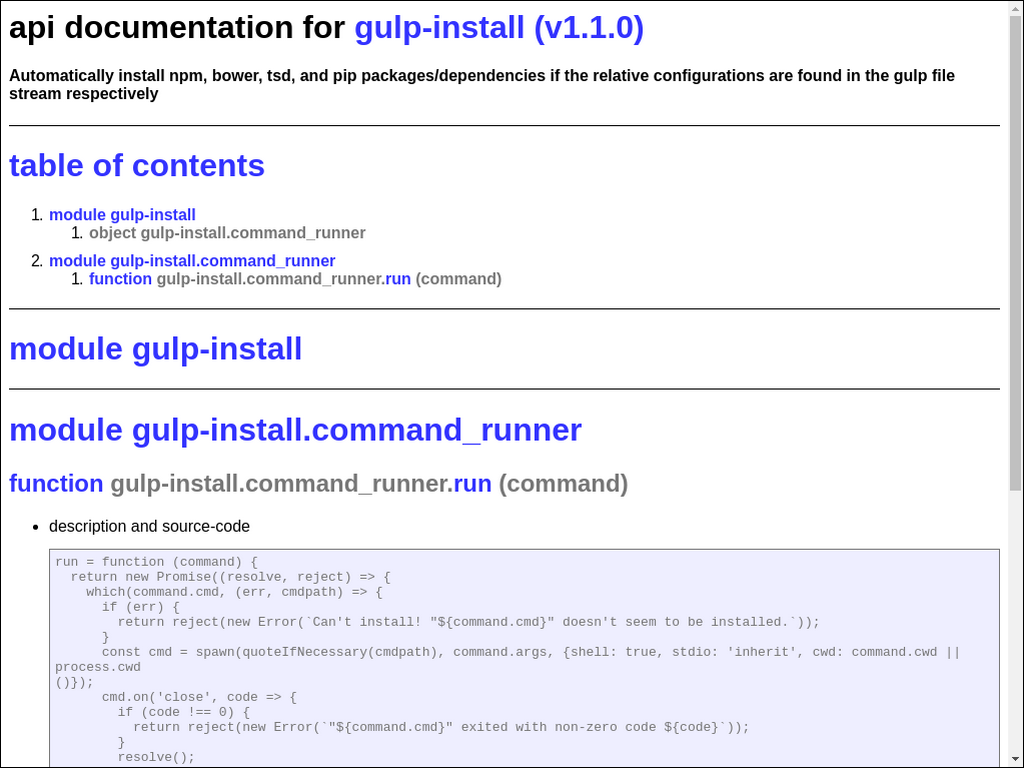 api documentation for gulp-install (v1.1.0)
Automatically install npm, bower, tsd, and pip packages/dependencies if the relative configurations are found in the gulp file
stream respectively
table of contents
1. module gulp-install
1. object gulp-install.command_runner
2. module gulp-install.command_runner
1. function gulp-install.command_runner.run (command)
module gulp-install
module gulp-install.command_runner
function gulp-install.command_runner.run (command)
• description and source-code
run = function (command) {
  return new Promise((resolve, reject) => {
    which(command.cmd, (err, cmdpath) => {
      if (err) {
        return reject(new Error(`Can't install! "${command.cmd}" doesn't seem to be installed.`));
      }
      const cmd = spawn(quoteIfNecessary(cmdpath), command.args, {shell: true, stdio: 'inherit', cwd: command.cwd ||
process.cwd
()});
      cmd.on('close', code => {
        if (code !== 0) {
          return reject(new Error(`"${command.cmd}" exited with non-zero code ${code}`));
        }
        resolve();